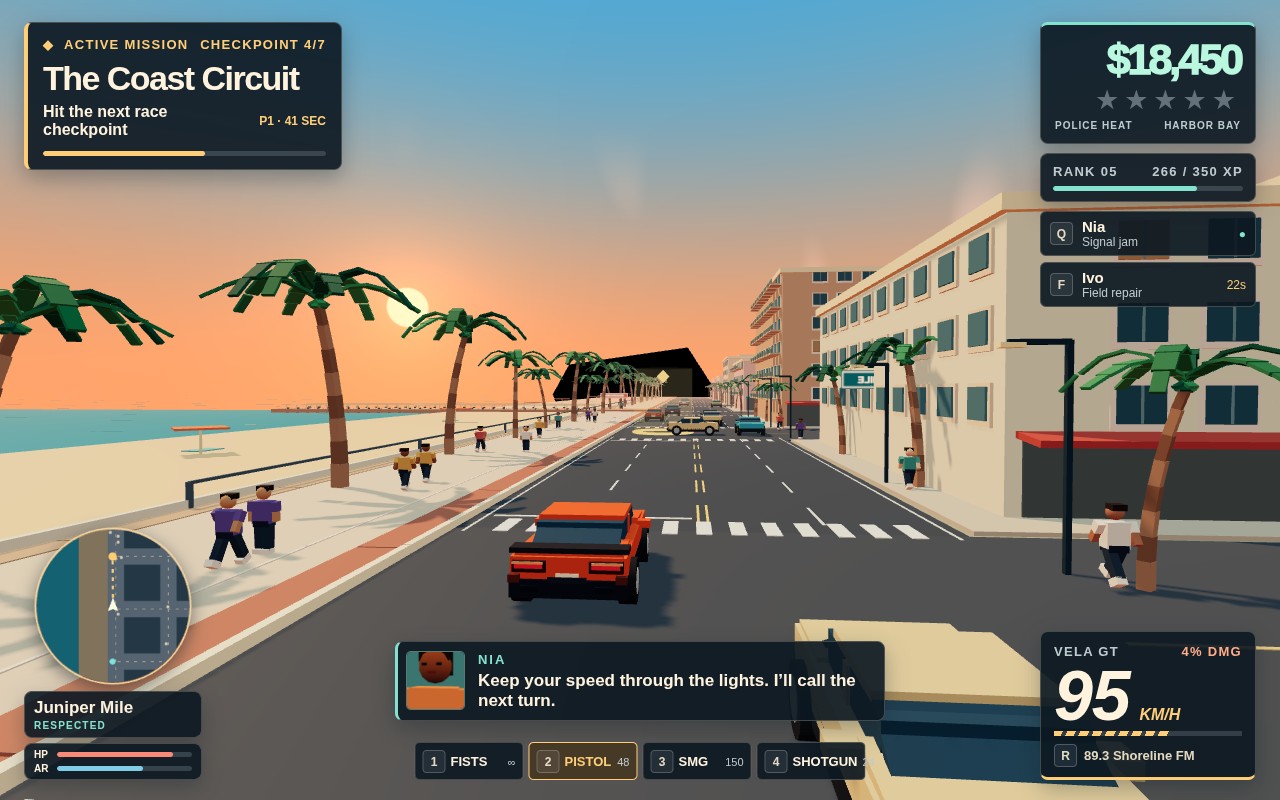 ◆ ACTIVE MISSION CHECKPOINT 4/7
The Coast Circuit
Hit the next race
checkpoint
P1 · 41 SEC
$18,450
POLICE HEAT HARBOR BAY
RANK 05 266 / 350 XP
Q Nia
Signal jam
F Ivo
Field repair
22s
Juniper Mile
RESPECTED
HP
AR
NIA
Keep your speed through the lights. I’ll call the
next turn.
1 FISTS ∞
2 PISTOL 48
3 SMG 150
4 SHOTGUN
VELA GT 4% DMG
95 KM/H
R 89.3 Shoreline FM